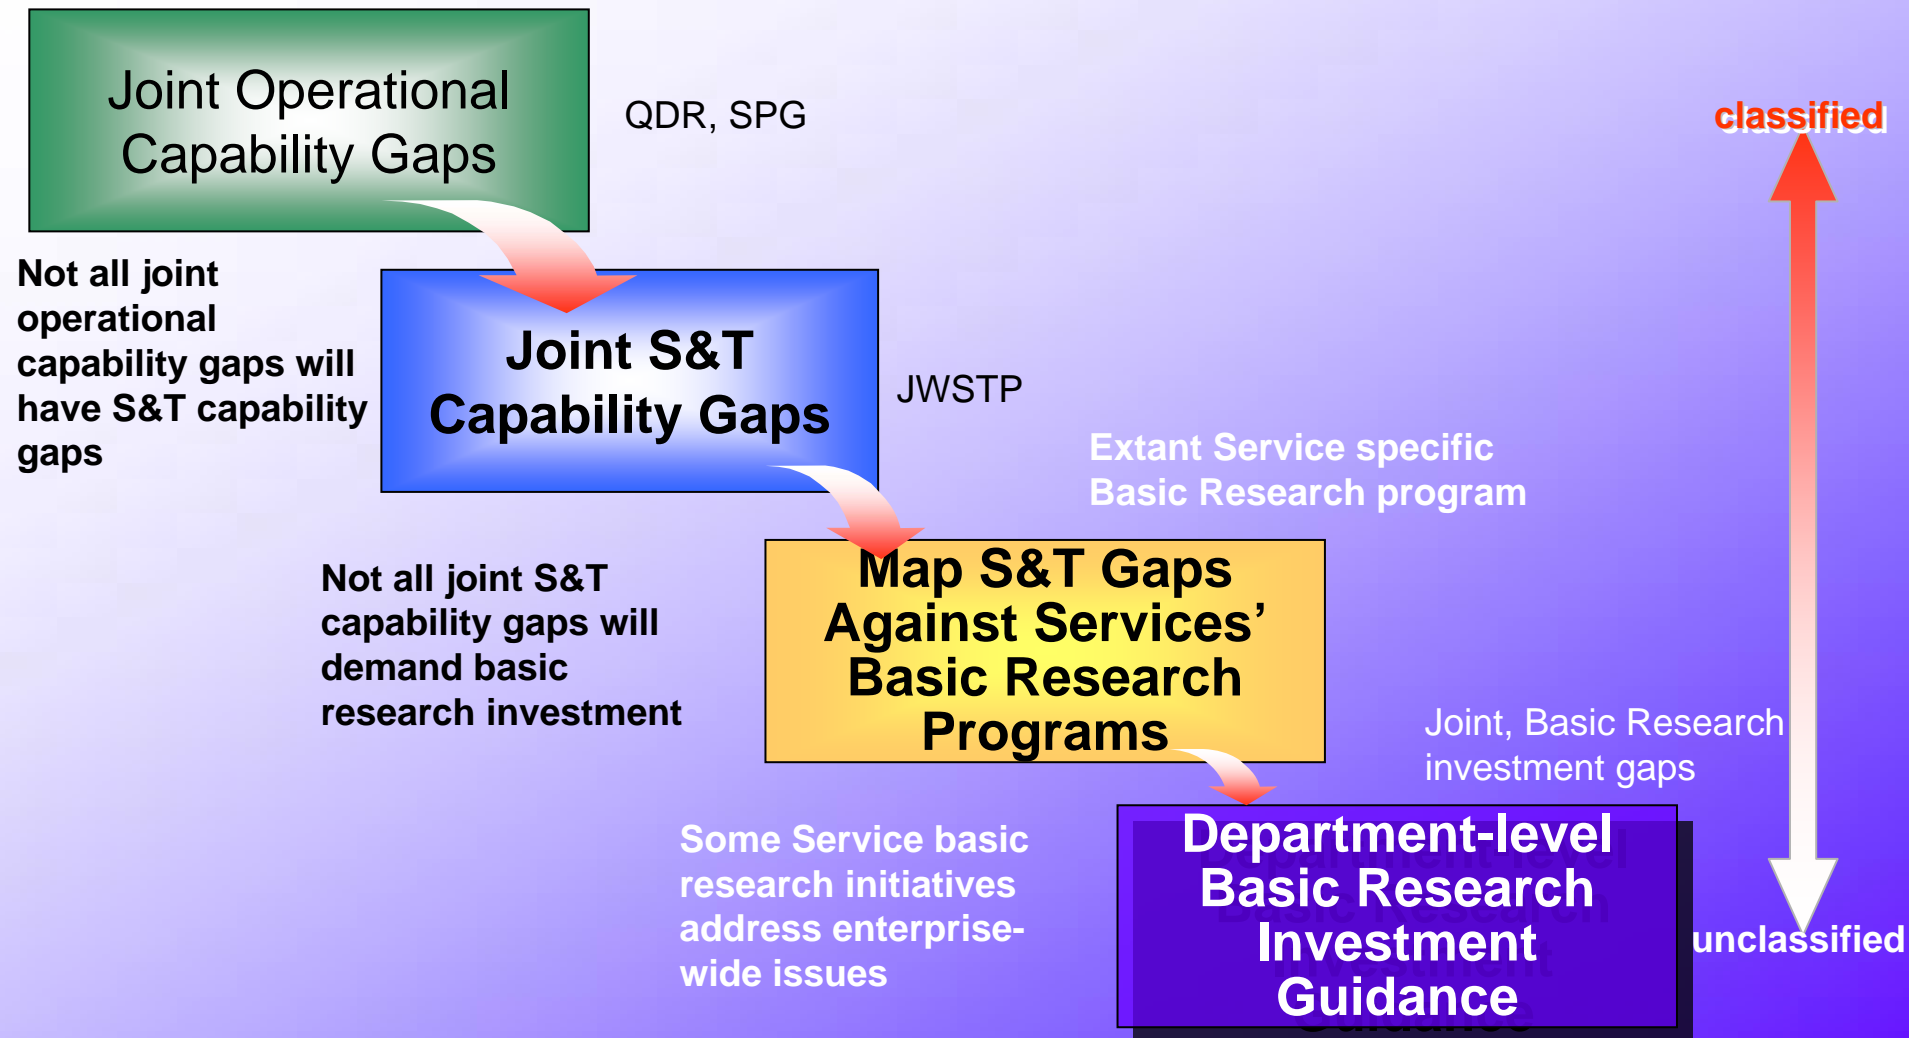 Joint Operational
Capability Gaps
QDR, SPG
classified
Not all joint
operational
capability gaps will
have S&T capability
gaps
Joint S&T
Capability Gaps
JWSTP
Extant Service specific
Basic Research program
Not all joint S&T
capability gaps will
demand basic
research investment
Map S&T Gaps
Against Services’
Basic Research
Programs
Joint, Basic Research
investment gaps
Some Service basic
research initiatives
address enterprise-
wide issues
Department-level
Basic Research
Investment
Guidance
unclassified